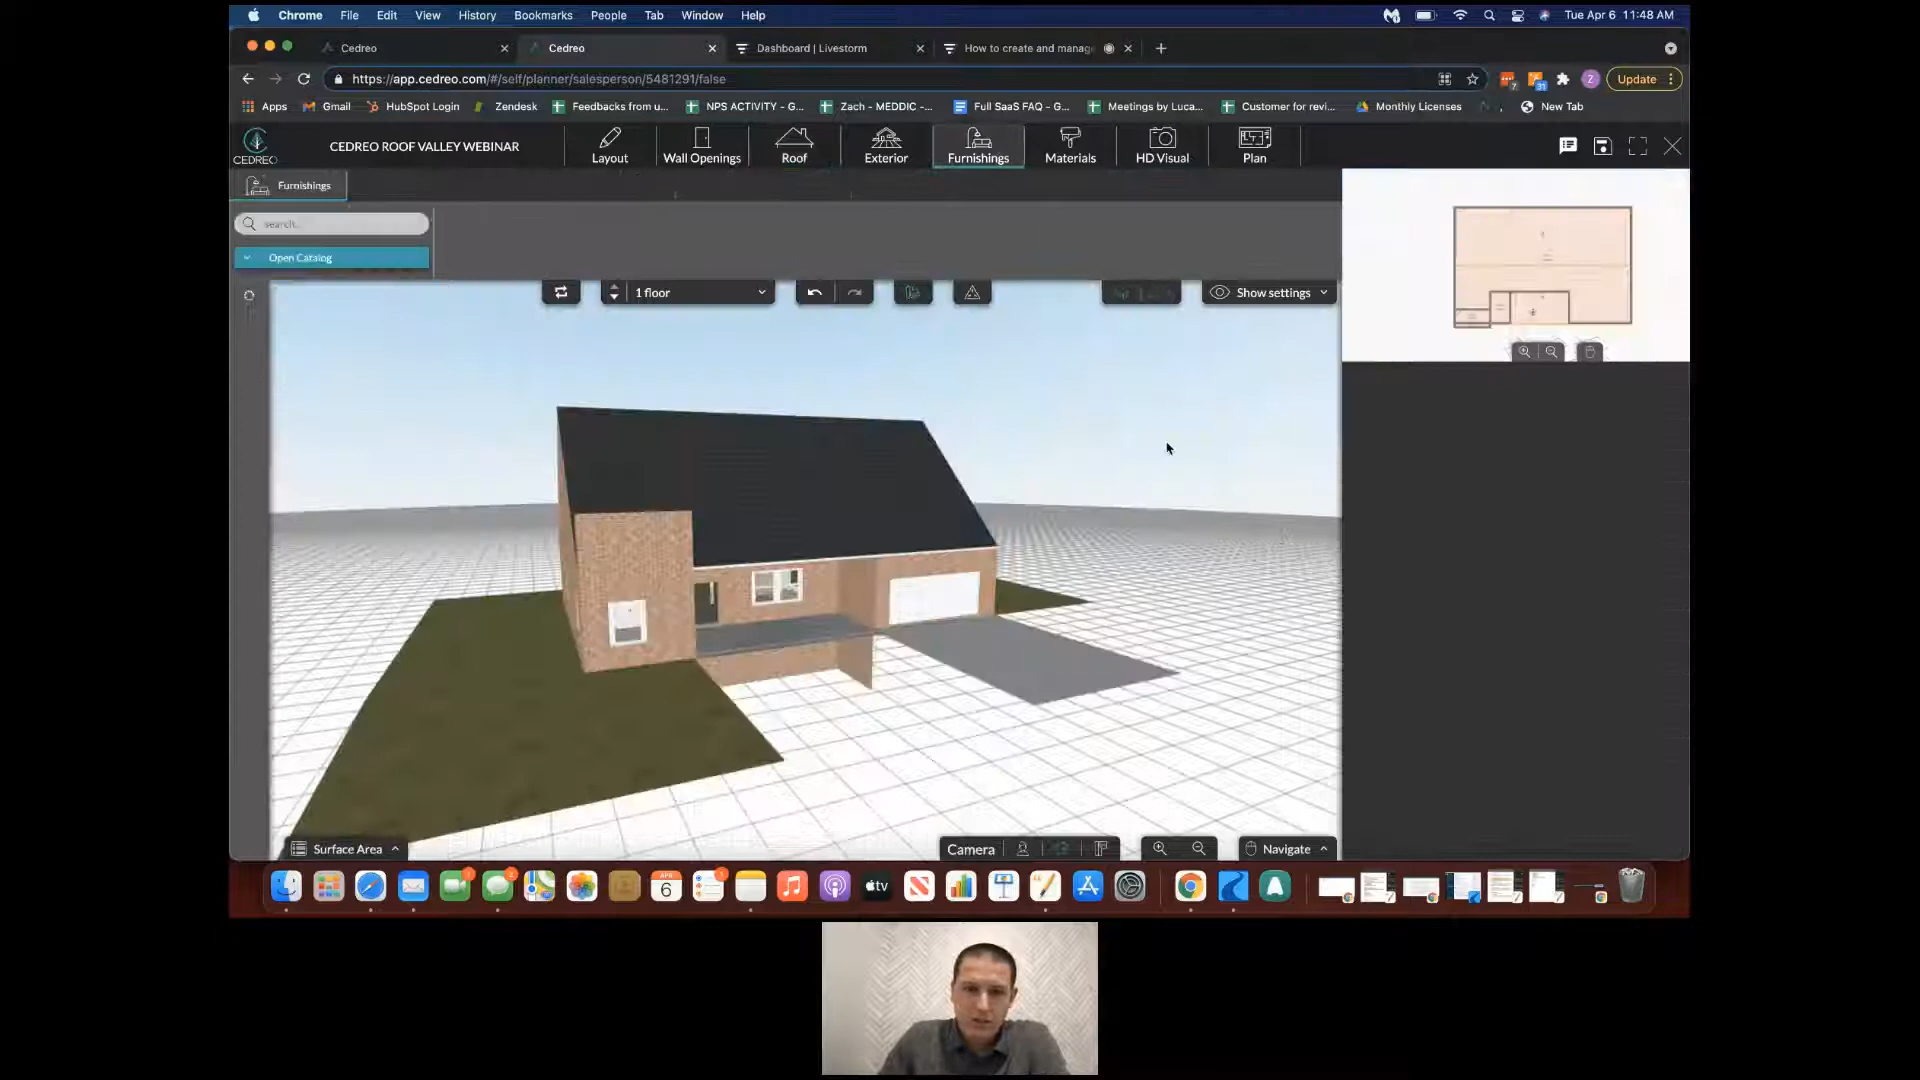 Chrome File Edit View History Bookmarks People Tab Window Help Tue Apr 6 11:48 AM
Cedreo Cedreo Dashboard | Livestorm How to create and manag
https://app.cedreo.com/#/self/planner/salesperson/5481291/false Update
Apps Gmail HubSpot Login Zendesk Feedbacks from u... NPS ACTIVITY - G... Zach - MEDDIC -... Full SaaS FAQ - G... Meetings by Luca... Customer for revi... Monthly Licenses New Tab
CEDREO CEDREO ROOF VALLEY WEBINAR Layout Wall Openings Roof Exterior Furnishings Materials HD Visual Plan
Furnishings
search..
Open Catalog
1 floor Show settings
Surface Area Camera Navigate
APR
6
tv